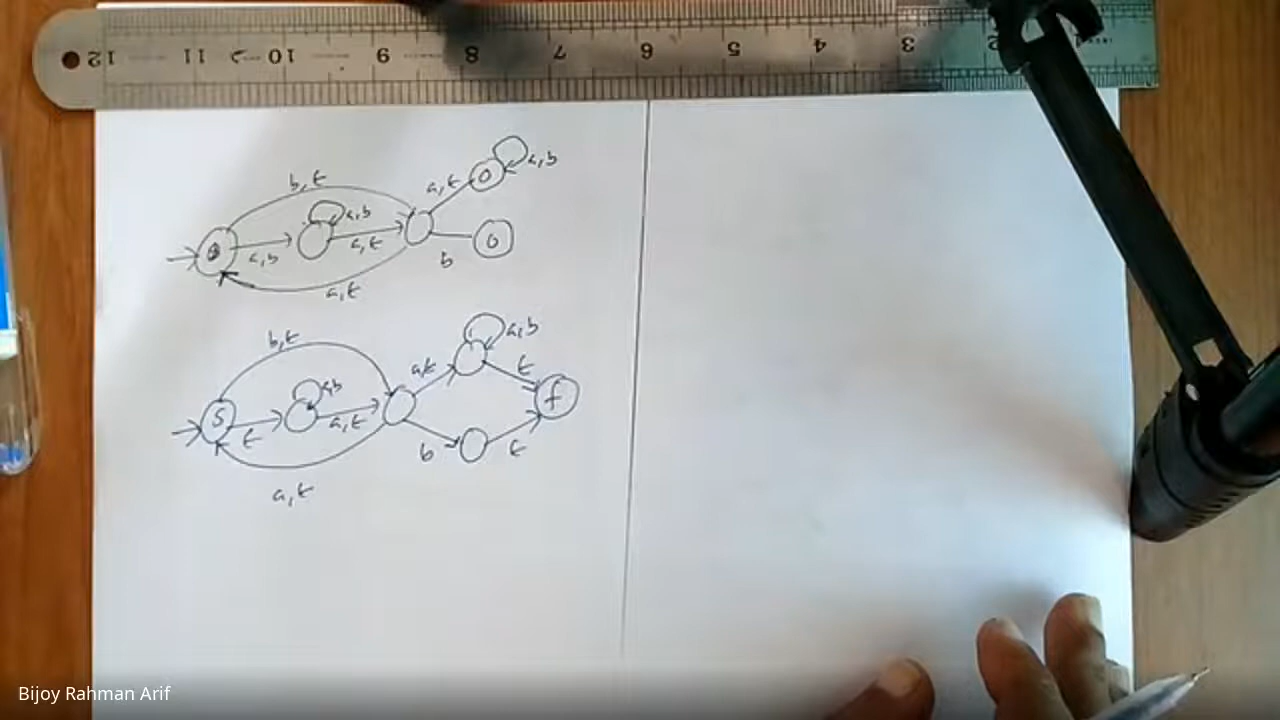 12 11 10 9 8 7 6 5 4 3 2
b, ε
a, b
a, b
a, ε
a, ε
a, ε
a, b
b
b, ε
s
ε
a, b
a, ε
a, ε
a, ε
a, b
ε
b
ε
f
Bijoy Rahman Arif